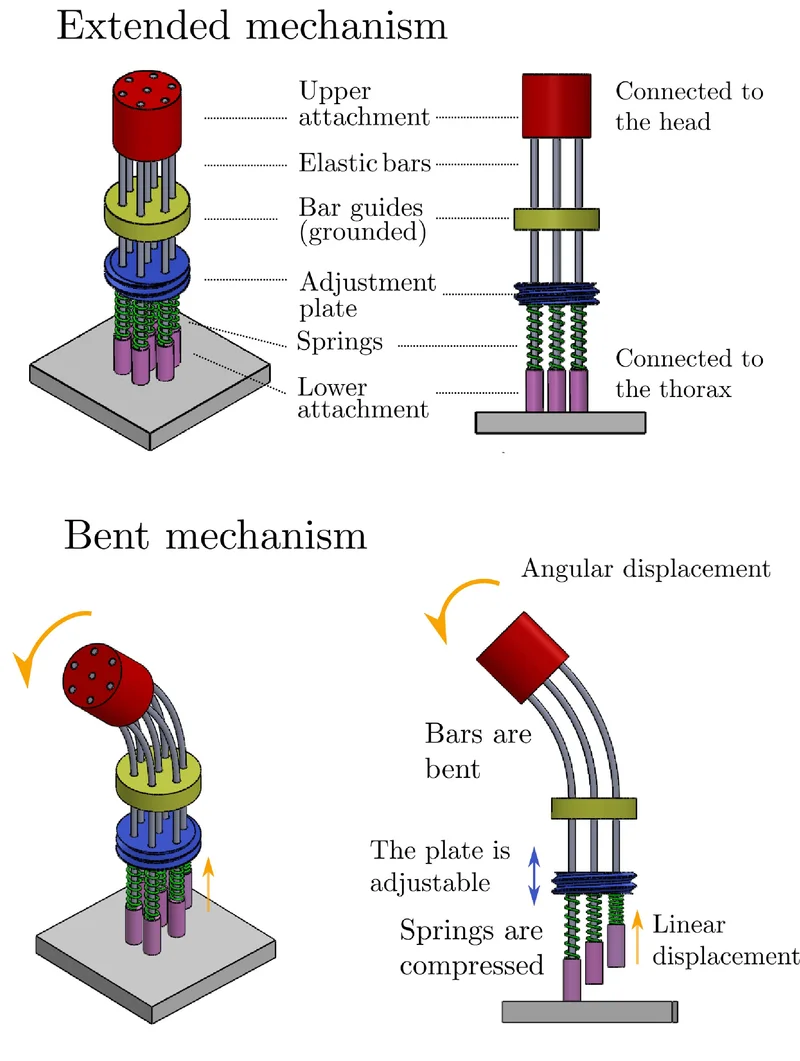 Extended mechanism
Upper
attachment
Connected to
the head
Elastic bars
Bar guides
(grounded)
Adjustment
plate
Springs
Connected to
the thorax
Lower
attachment
Bent mechanism
Angular displacement
Bars are
bent
The plate is
adjustable
Springs are
compressed
Linear
displacement